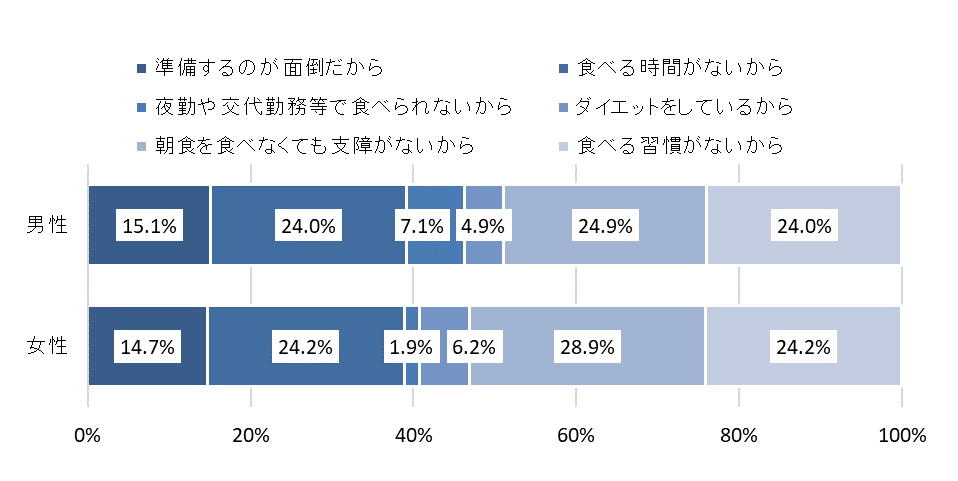 準備するのが面倒だから 食べる時間がないから
夜勤や交代勤務等で食べられないから ダイエットをしているから
朝食を食べなくても支障がないから 食べる習慣がないから
男性 15.1% 24.0% 7.1% 4.9% 24.9% 24.0%
女性 14.7% 24.2% 1.9% 6.2% 28.9% 24.2%
0% 20% 40% 60% 80% 100%